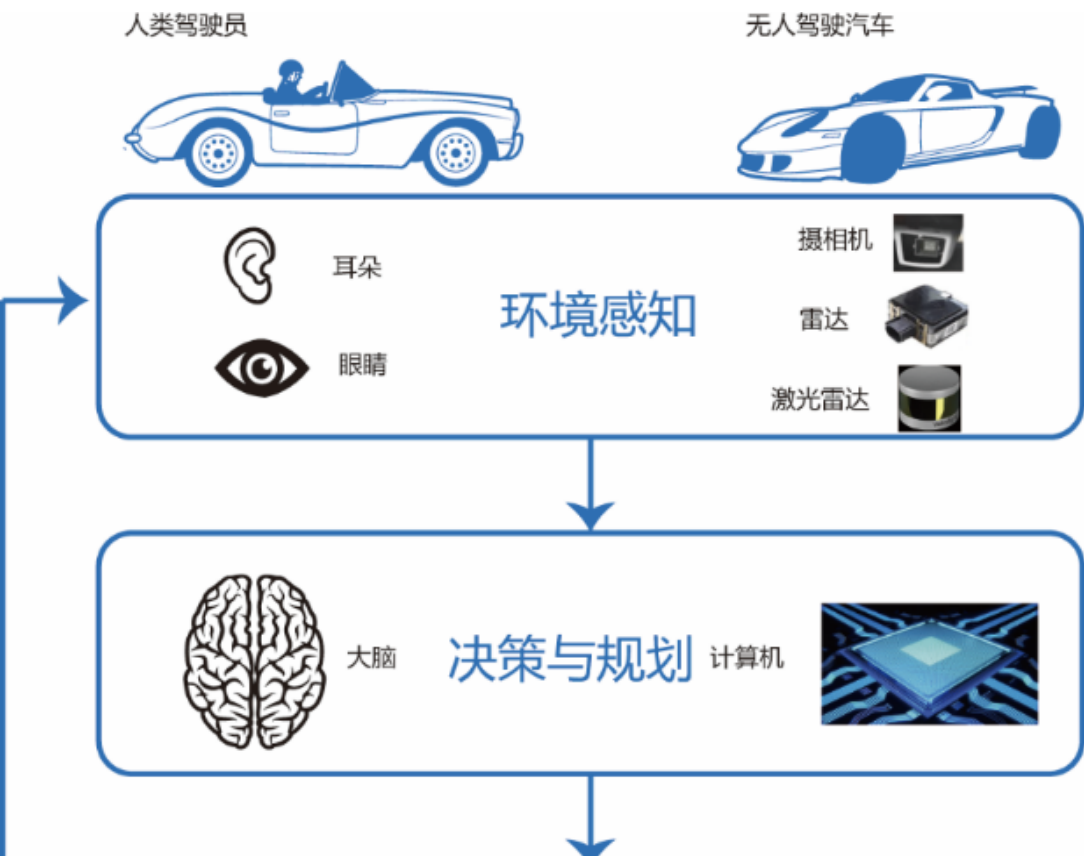 人类驾驶员
无人驾驶汽车
耳朵
眼睛
环境感知
摄相机
雷达
激光雷达
大脑
决策与规划
计算机